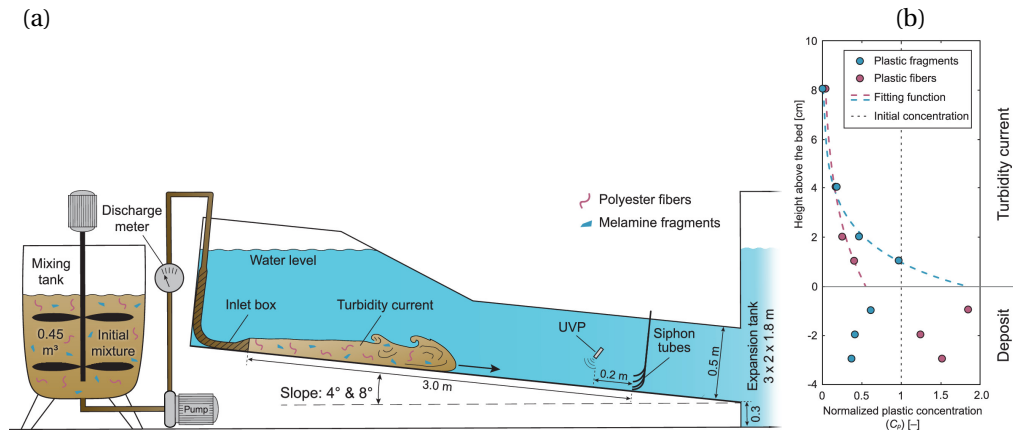 (a)
(b)
Discharge
meter
Mixing
tank
0.45
m³
Initial
mixture
Pump
Water level
Inlet box
Turbidity current
Slope: 4° & 8°
3.0 m
Polyester fibers
Melamine fragments
UVP
0.2 m
Siphon
tubes
0.5 m
0.3
Expansion tank
3 x 2 x 1.8 m
10
8
6
4
2
0
-2
-4
Height above the bed [cm]
Plastic fragments
Plastic fibers
Fitting function
Initial concentration
0
0.5
1.0
1.5
2.0
Normalized plastic concentration
(Cₚ) [–]
Turbidity current
Deposit